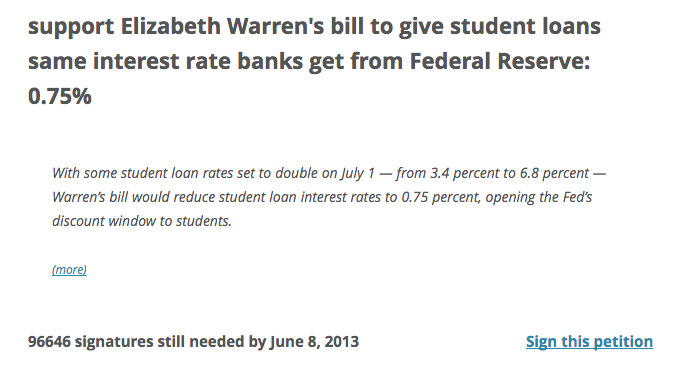 support Elizabeth Warren's bill to give student loans
same interest rate banks get from Federal Reserve:
0.75%
With some student loan rates set to double on July 1 — from 3.4 percent to 6.8 percent —
Warren’s bill would reduce student loan interest rates to 0.75 percent, opening the Fed’s
discount window to students.
(more)
96646 signatures still needed by June 8, 2013 Sign this petition